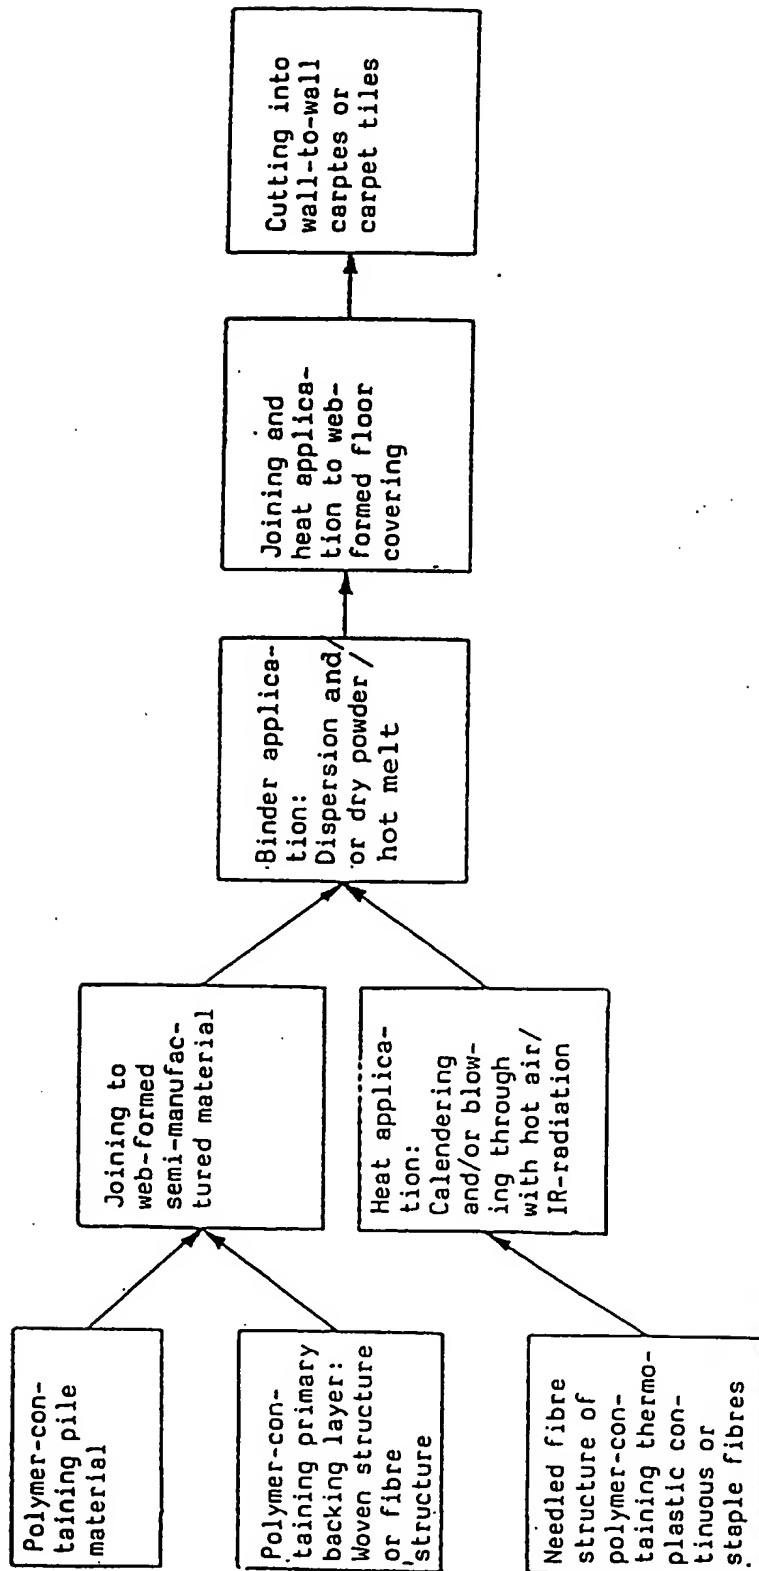 Polymer-con-
taining pile
material
Polymer-con-
taining primary
backing layer:
Woven structure
or fibre
structure
Needled fibre
structure of
polymer-con-
taining thermo-
plastic con-
tinuous or
staple fibres
Joining to
web-formed
semi-manufac-
tured material
Heat applica-
tion:
Calendering
and/or blow-
ing through
with hot air/
IR-radiation
Binder applica-
tion:
Dispersion and/
or dry powder/
hot melt
Joining and
heat applica-
tion to web-
formed floor
covering
Cutting into
wall-to-wall
carptes or
carpet tiles